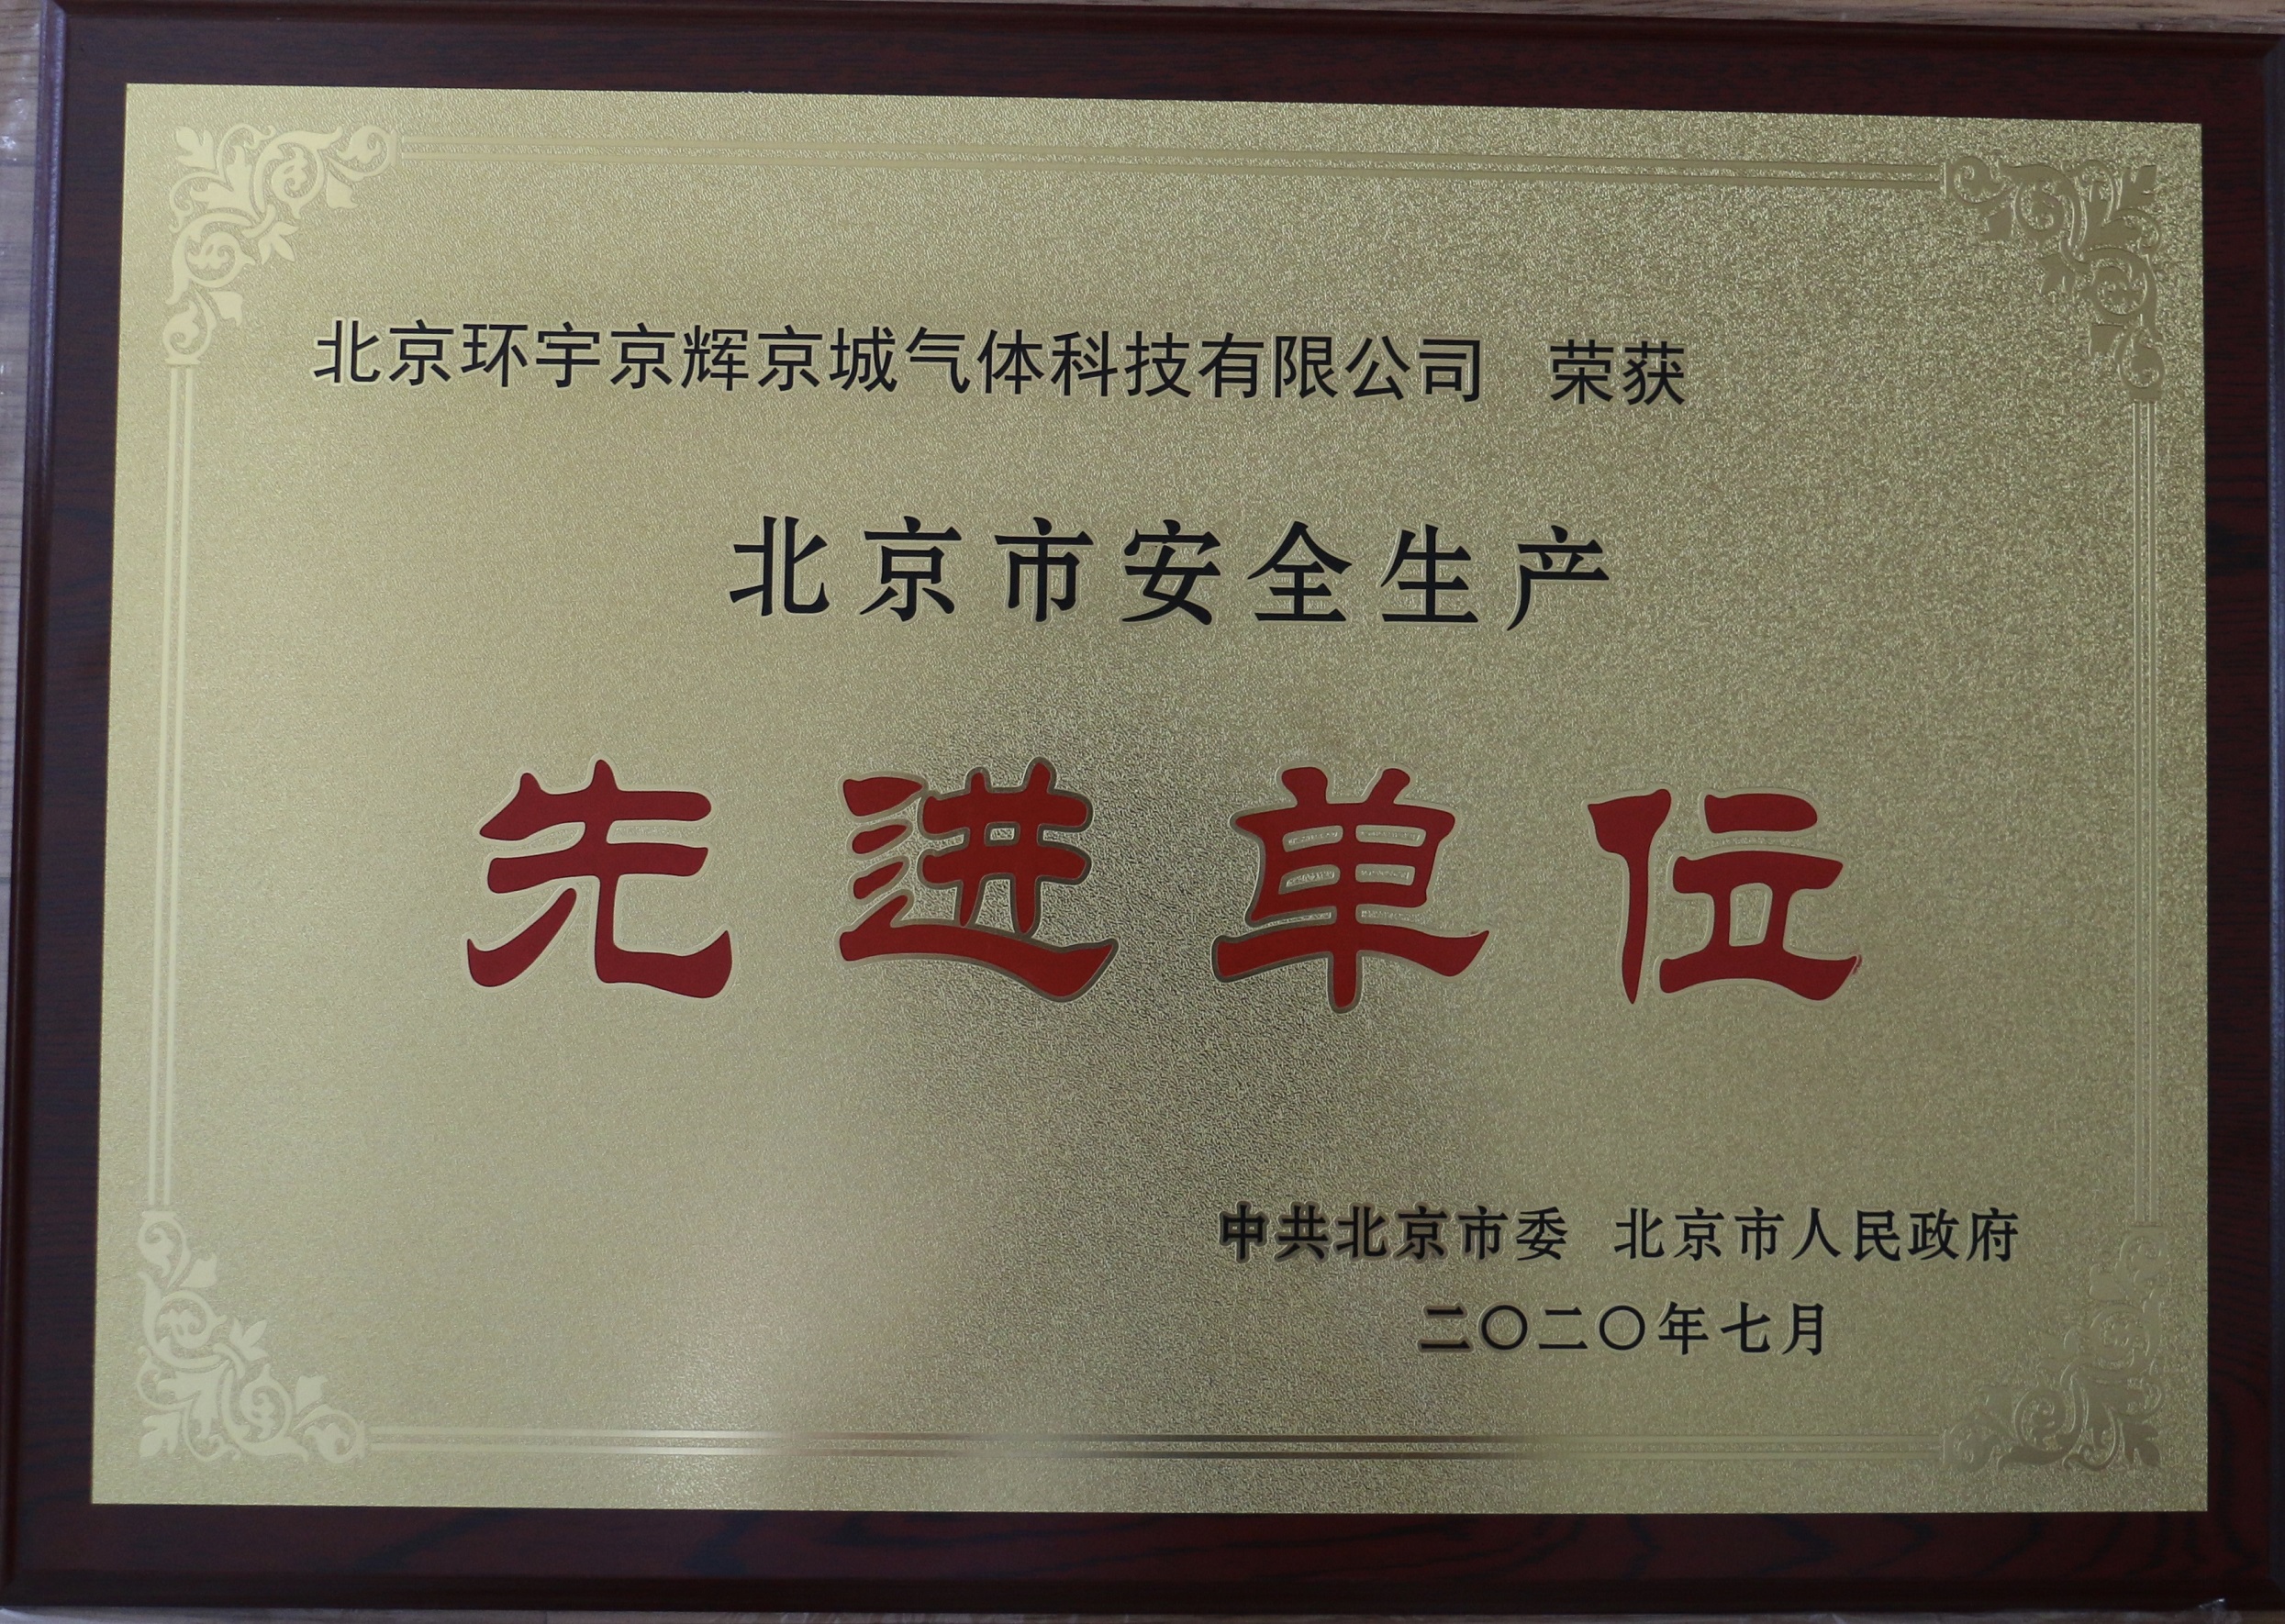 北京环宇京辉京城气体科技有限公司 荣获
北京市安全生产
先进单位
中共北京市委 北京市人民政府
二〇二〇年七月